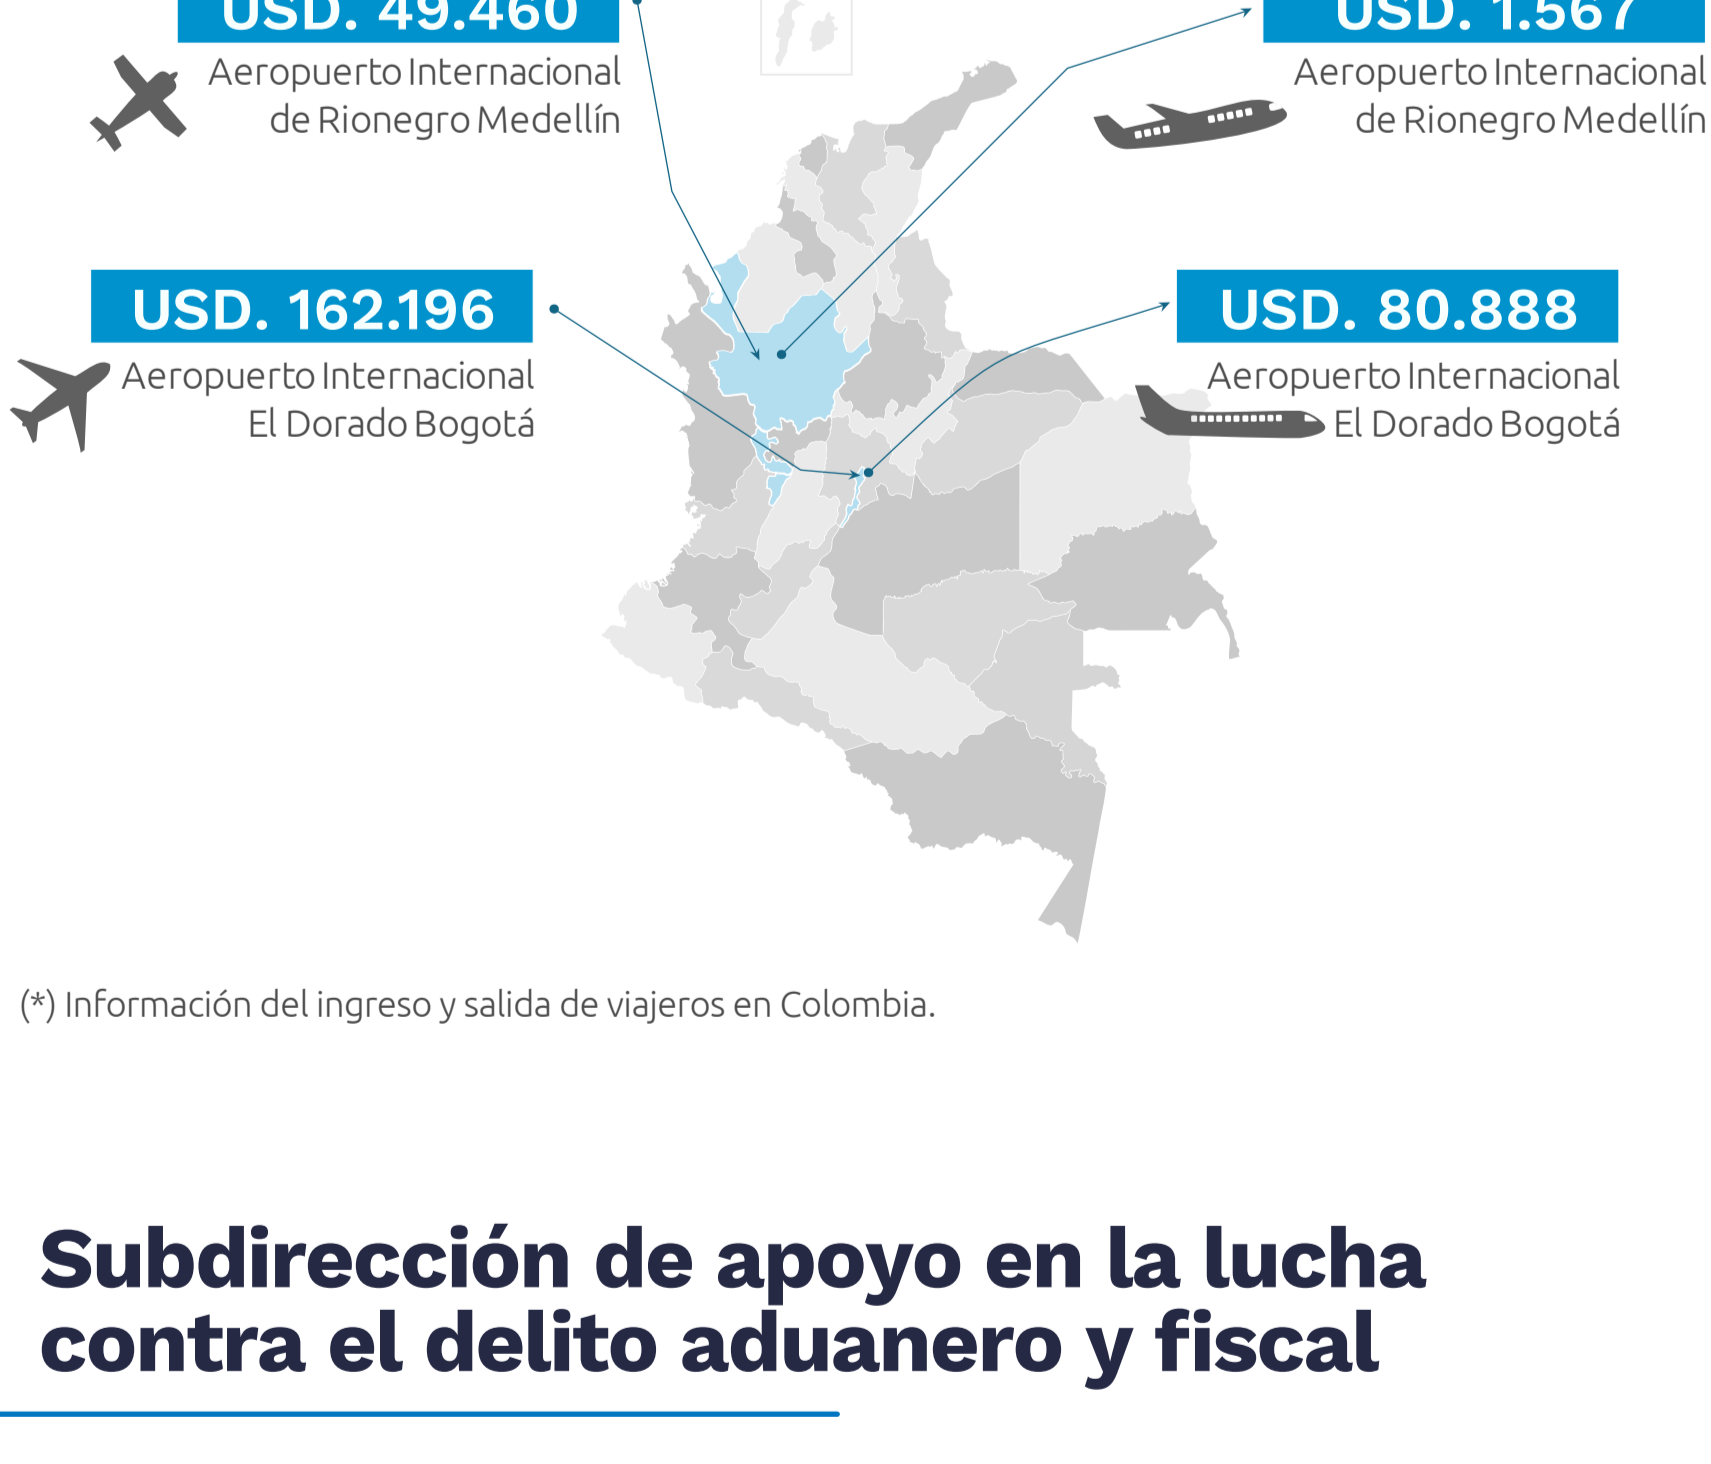 USD. 49.460
Aeropuerto Internacional
de Rionegro Medellín
USD. 1.567
Aeropuerto Internacional
de Rionegro Medellín
USD. 162.196
Aeropuerto Internacional
El Dorado Bogotá
USD. 80.888
Aeropuerto Internacional
El Dorado Bogotá
(*) Información del ingreso y salida de viajeros en Colombia.
Subdirección de apoyo en la lucha
contra el delito aduanero y fiscal